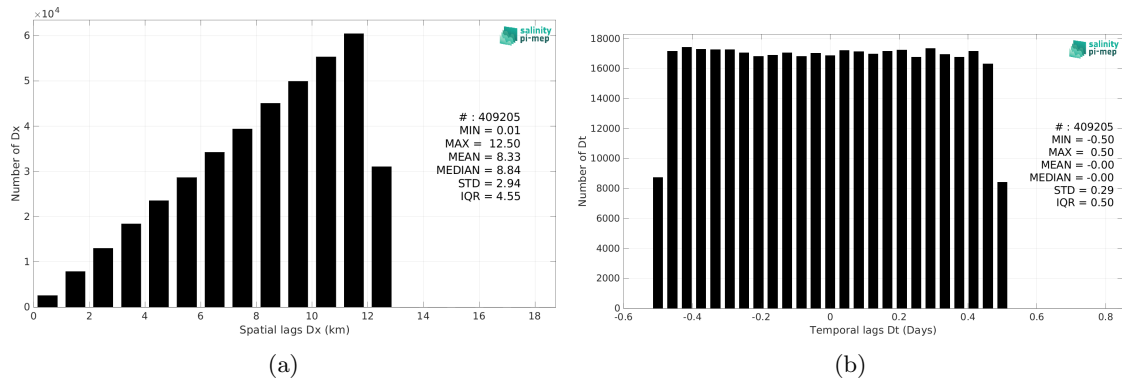 ×10⁴
6
5
4
3
2
1
0
Number of Dx
0 2 4 6 8 10 12 14 16 18
Spatial lags Dx (km)
salinity
pi-mep
# : 409205
MIN = 0.01
MAX = 12.50
MEAN = 8.33
MEDIAN = 8.84
STD = 2.94
IQR = 4.55
(a)
18000
16000
14000
12000
10000
8000
6000
4000
2000
0
Number of Dt
-0.6 -0.4 -0.2 0 0.2 0.4 0.6 0.8
Temporal lags Dt (Days)
salinity
pi-mep
# : 409205
MIN = -0.50
MAX = 0.50
MEAN = -0.00
MEDIAN = -0.00
STD = 0.29
IQR = 0.50
(b)